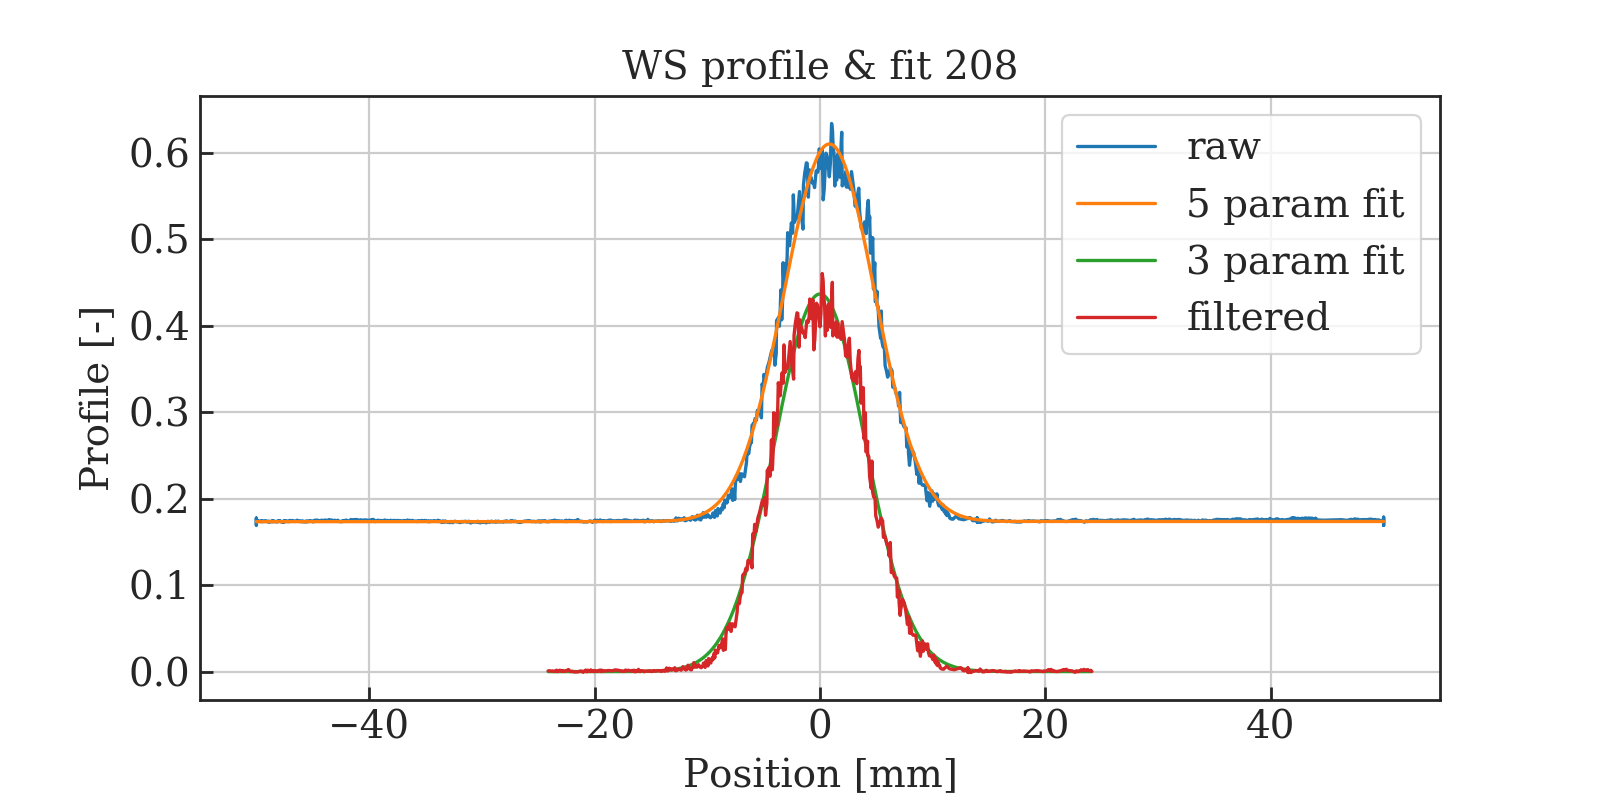 WS profile & fit 208
raw
5 param fit
3 param fit
filtered
0.6
0.5
0.4
0.3
0.2
0.1
0.0
Profile [-]
−40 −20 0 20 40
Position [mm]